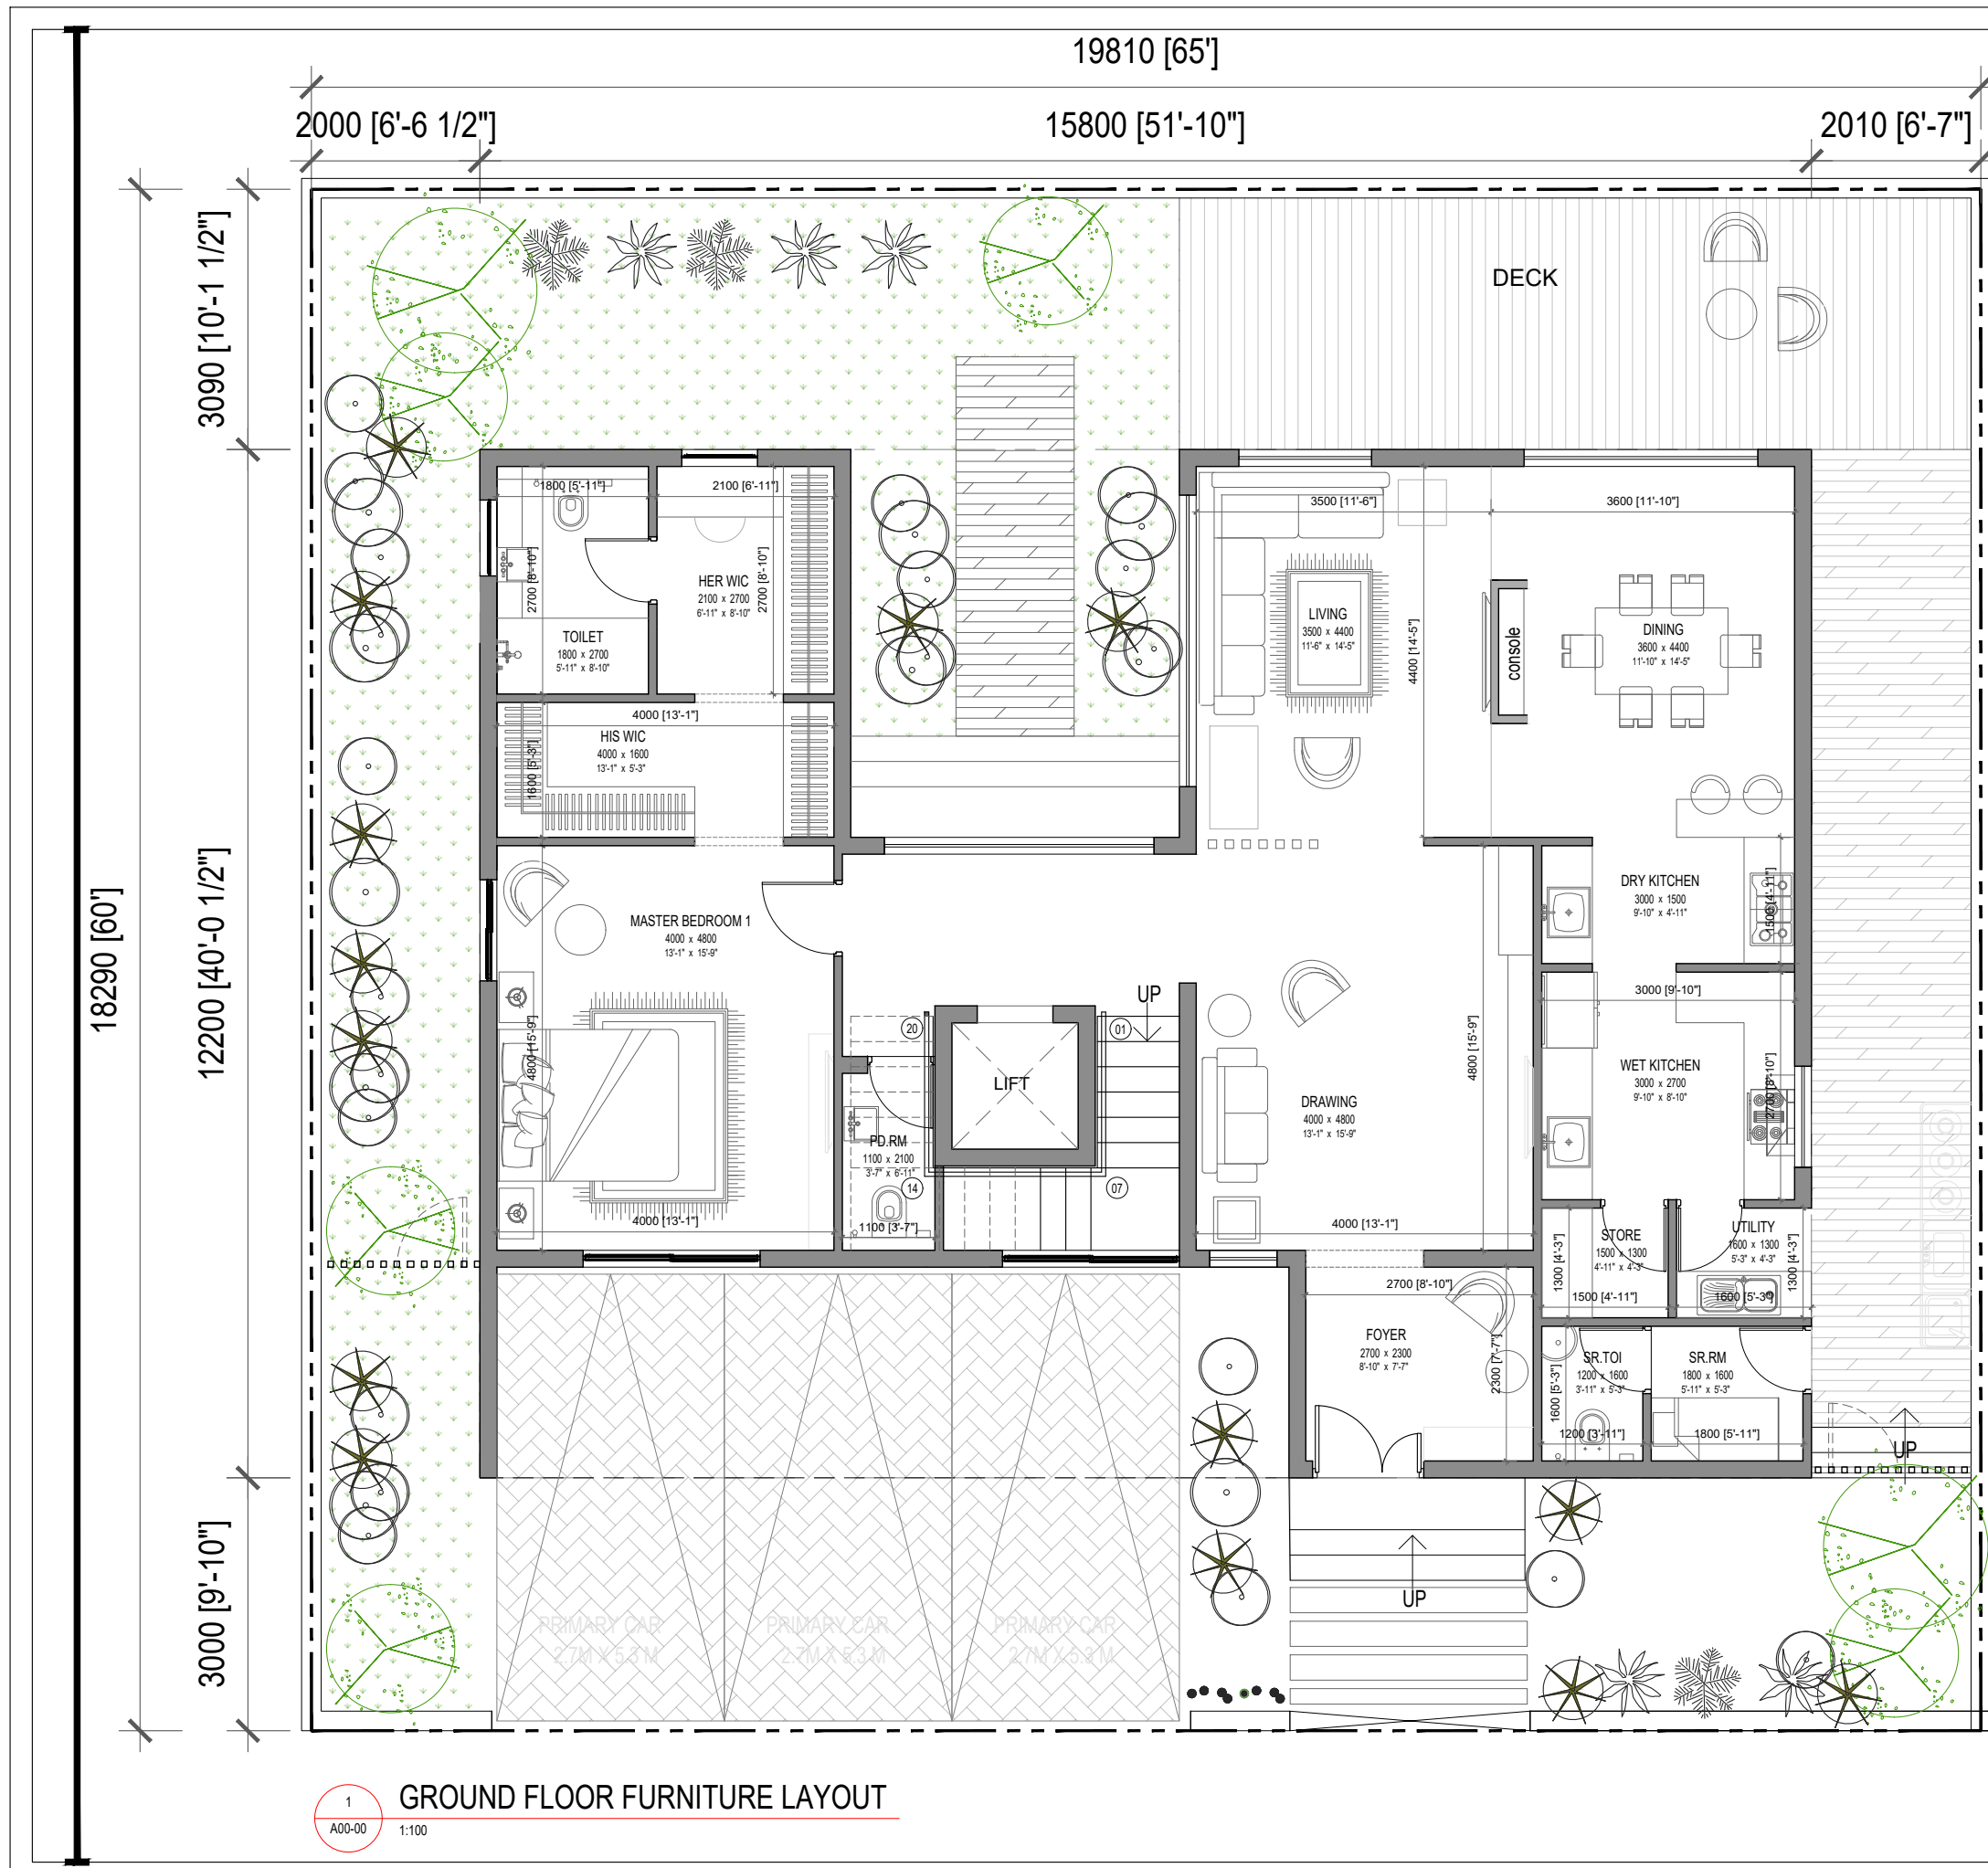 19810 [65']
2000 [6'-6 1/2"]
15800 [51'-10"]
2010 [6'-7"]
3090 [10'-1 1/2"]
12200 [40'-0 1/2"]
3000 [9'-10"]
18290 [60']
DECK
1800 [5'-11"]
2100 [6'-11"]
3500 [11'-6"]
3600 [11'-10"]
2700 [8'-10"]
2700 [8'-10"]
HER WIC
2100 x 2700
6'-11" x 8'-10"
TOILET
1800 x 2700
5'-11" x 8'-10"
LIVING
3500 x 4400
11'-6" x 14'-5"
4400 [14'-5"]
console
DINING
3600 x 4400
11'-10" x 14'-5"
4000 [13'-1"]
HIS WIC
4000 x 1600
13'-1" x 5'-3"
1600 [5'-3"]
MASTER BEDROOM 1
4000 x 4800
13'-1" x 15'-9"
4800 [15'-9"]
4000 [13'-1"]
DRY KITCHEN
3000 x 1500
9'-10" x 4'-11"
1500 [4'-11"]
3000 [9'-10"]
WET KITCHEN
3000 x 2700
9'-10" x 8'-10"
2700 [8'-10"]
UP
20
01
LIFT
14
07
PD.RM
1100 x 2100
3'-7" x 6'-11"
1100 [3'-7"]
DRAWING
4000 x 4800
13'-1" x 15'-9"
4800 [15'-9"]
4000 [13'-1"]
STORE
1500 x 1300
4'-11" x 4'-3"
1300 [4'-3"]
1500 [4'-11"]
UTILITY
1600 x 1300
5'-3" x 4'-3"
1300 [4'-3"]
1600 [5'-3"]
2700 [8'-10"]
FOYER
2700 x 2300
8'-10" x 7'-7"
2300 [7'-7"]
SR.TOI
1200 x 1600
3'-11" x 5'-3"
1600 [5'-3"]
1200 [3'-11"]
SR.RM
1800 x 1600
5'-11" x 5'-3"
1800 [5'-11"]
UP
UP
PRIMARY CAR
2.7M X 5.3 M
PRIMARY CAR
2.7M X 5.3 M
PRIMARY CAR
2.7M X 5.3 M
1
A00-00
GROUND FLOOR FURNITURE LAYOUT
1:100